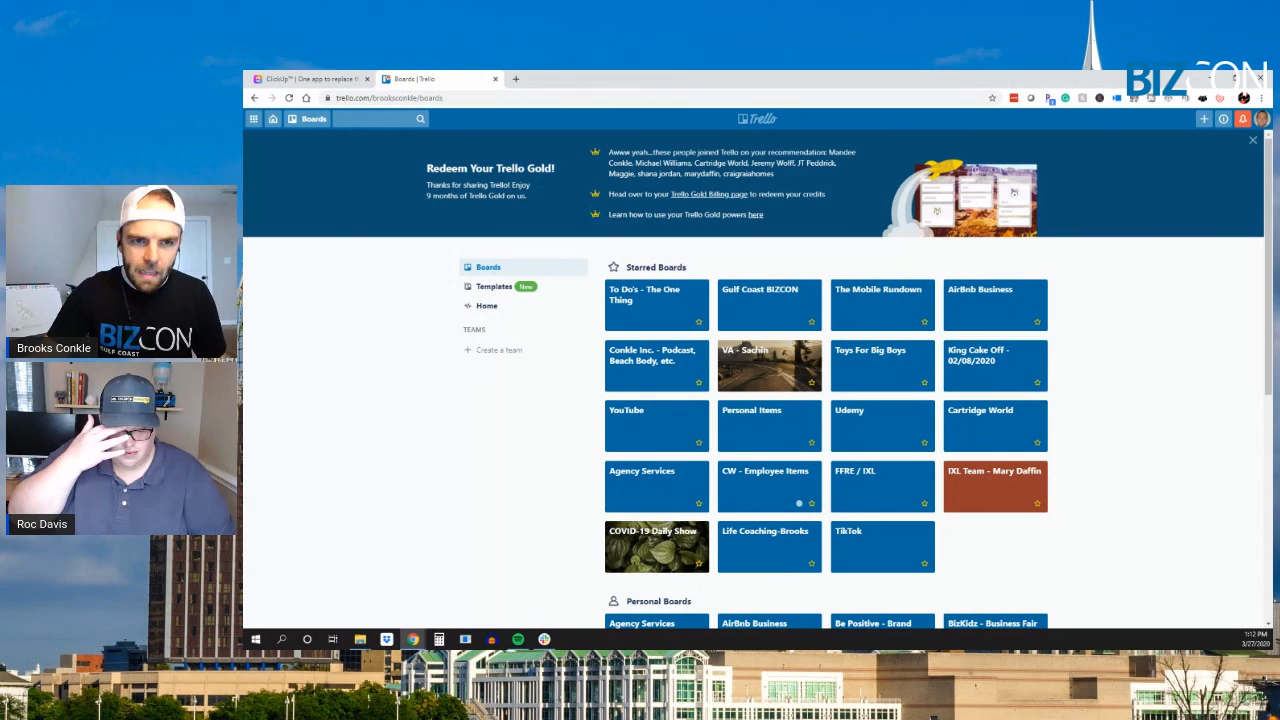 BIZCON
ClickUp™ | One app to replace th
Boards | Trello
trello.com/brooksconkle/boards
Boards
Trello
Redeem Your Trello Gold!
Thanks for sharing Trello! Enjoy
9 months of Trello Gold on us.
Awww yeah...these people joined Trello on your recommendation: Mandee
Conkle, Michael Williams, Cartridge World, Jeremy Wolff, JT Peddrick,
Maggie, shana jordan, marydaffin, craigraiahomes
Head over to your Trello Gold Billing page to redeem your credits
Learn how to use your Trello Gold powers here
Boards
Templates New
Home
TEAMS
Create a team
Starred Boards
To Do's - The One
Thing
Gulf Coast BIZCON
The Mobile Rundown
AirBnb Business
Conkle Inc. - Podcast,
Beach Body, etc.
VA - Sachin
Toys For Big Boys
King Cake Off -
02/08/2020
YouTube
Personal Items
Udemy
Cartridge World
Agency Services
CW - Employee Items
FFRE / IXL
IXL Team - Mary Daffin
COVID-19 Daily Show
Life Coaching-Brooks
TikTok
Personal Boards
Agency Services
AirBnb Business
Be Positive - Brand
BizKidz - Business Fair
1:12 PM
3/27/2020
BIZCON
GULF COAST
Brooks Conkle
Roc Davis